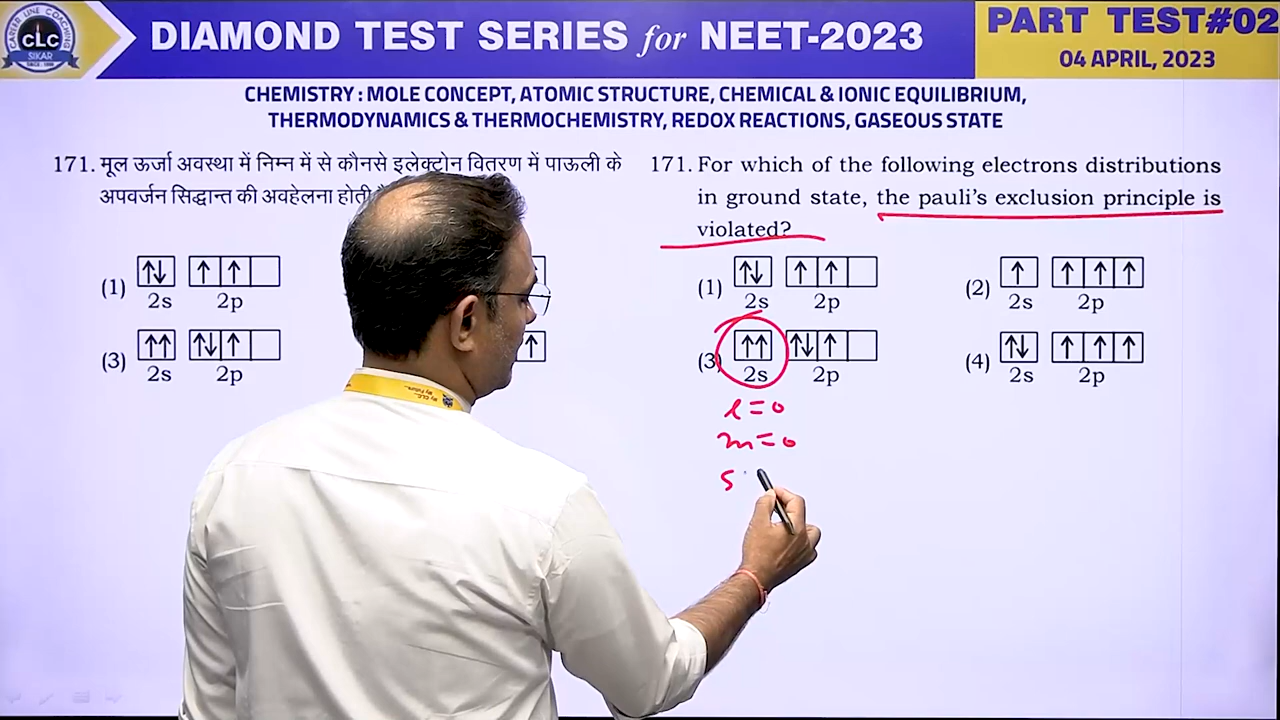 CAREER LINE COACHING
CLC
SIKAR
SINCE : 1996
DIAMOND TEST SERIES for NEET-2023
PART TEST#02
04 APRIL, 2023
CHEMISTRY : MOLE CONCEPT, ATOMIC STRUCTURE, CHEMICAL & IONIC EQUILIBRIUM,
THERMODYNAMICS & THERMOCHEMISTRY, REDOX REACTIONS, GASEOUS STATE
171. मूल ऊर्जा अवस्था में निम्न में से कौनसे इलेक्ट्रोन वितरण में पाऊली के
अपवर्जन सिद्धान्त की अवहेलना होती
(1) ↑↓ ↑ ↑
2s 2p
(3) ↑↑ ↑↓ ↑
2s 2p
↑
171. For which of the following electrons distributions
in ground state, the pauli's exclusion principle is
violated?
(1) ↑↓ ↑ ↑ (2) ↑ ↑ ↑ ↑
2s 2p 2s 2p
(3) ↑↑ ↑↓ ↑ (4) ↑↓ ↑ ↑ ↑
2s 2p 2s 2p
l = 0
m = 0
s